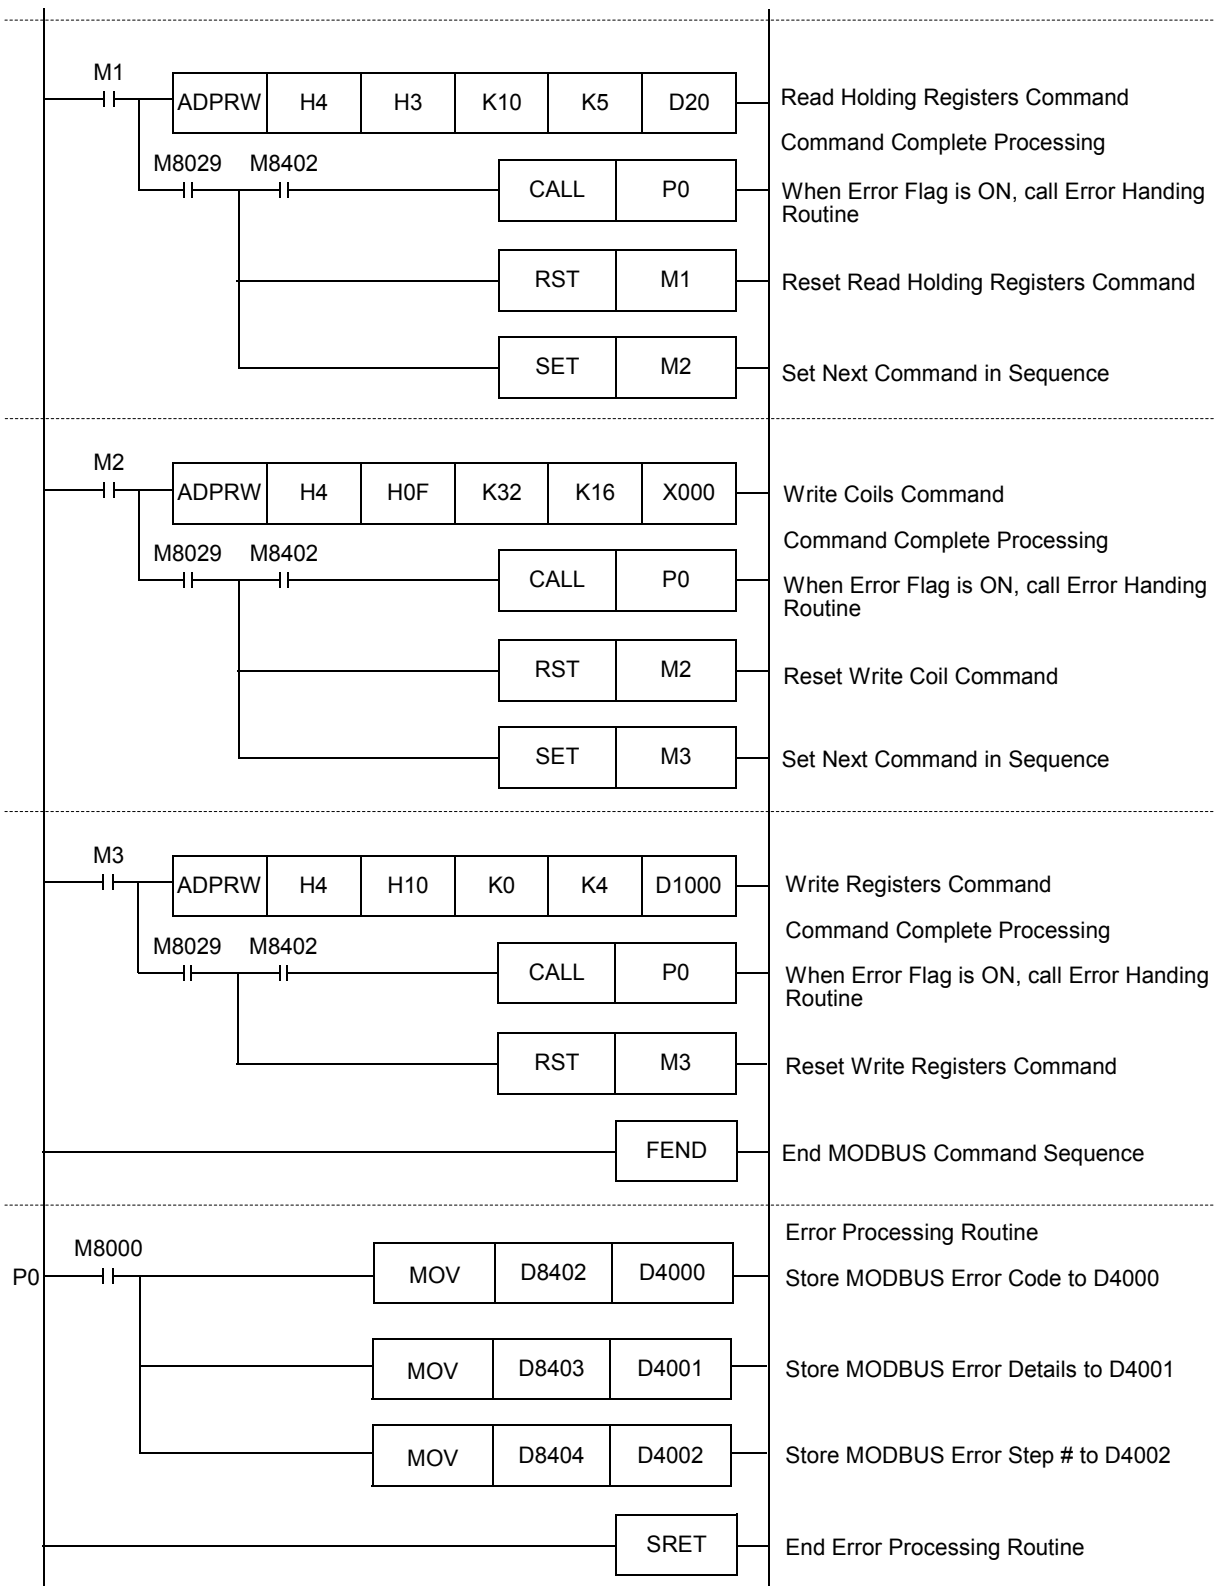 M1
ADPRW H4 H3 K10 K5 D20
Read Holding Registers Command
Command Complete Processing
M8029 M8402
CALL P0
When Error Flag is ON, call Error Handing
Routine
RST M1
Reset Read Holding Registers Command
SET M2
Set Next Command in Sequence
M2
ADPRW H4 H0F K32 K16 X000
Write Coils Command
Command Complete Processing
M8029 M8402
CALL P0
When Error Flag is ON, call Error Handing
Routine
RST M2
Reset Write Coil Command
SET M3
Set Next Command in Sequence
M3
ADPRW H4 H10 K0 K4 D1000
Write Registers Command
Command Complete Processing
M8029 M8402
CALL P0
When Error Flag is ON, call Error Handing
Routine
RST M3
Reset Write Registers Command
FEND
End MODBUS Command Sequence
Error Processing Routine
M8000
P0
MOV D8402 D4000
Store MODBUS Error Code to D4000
MOV D8403 D4001
Store MODBUS Error Details to D4001
MOV D8404 D4002
Store MODBUS Error Step # to D4002
SRET
End Error Processing Routine